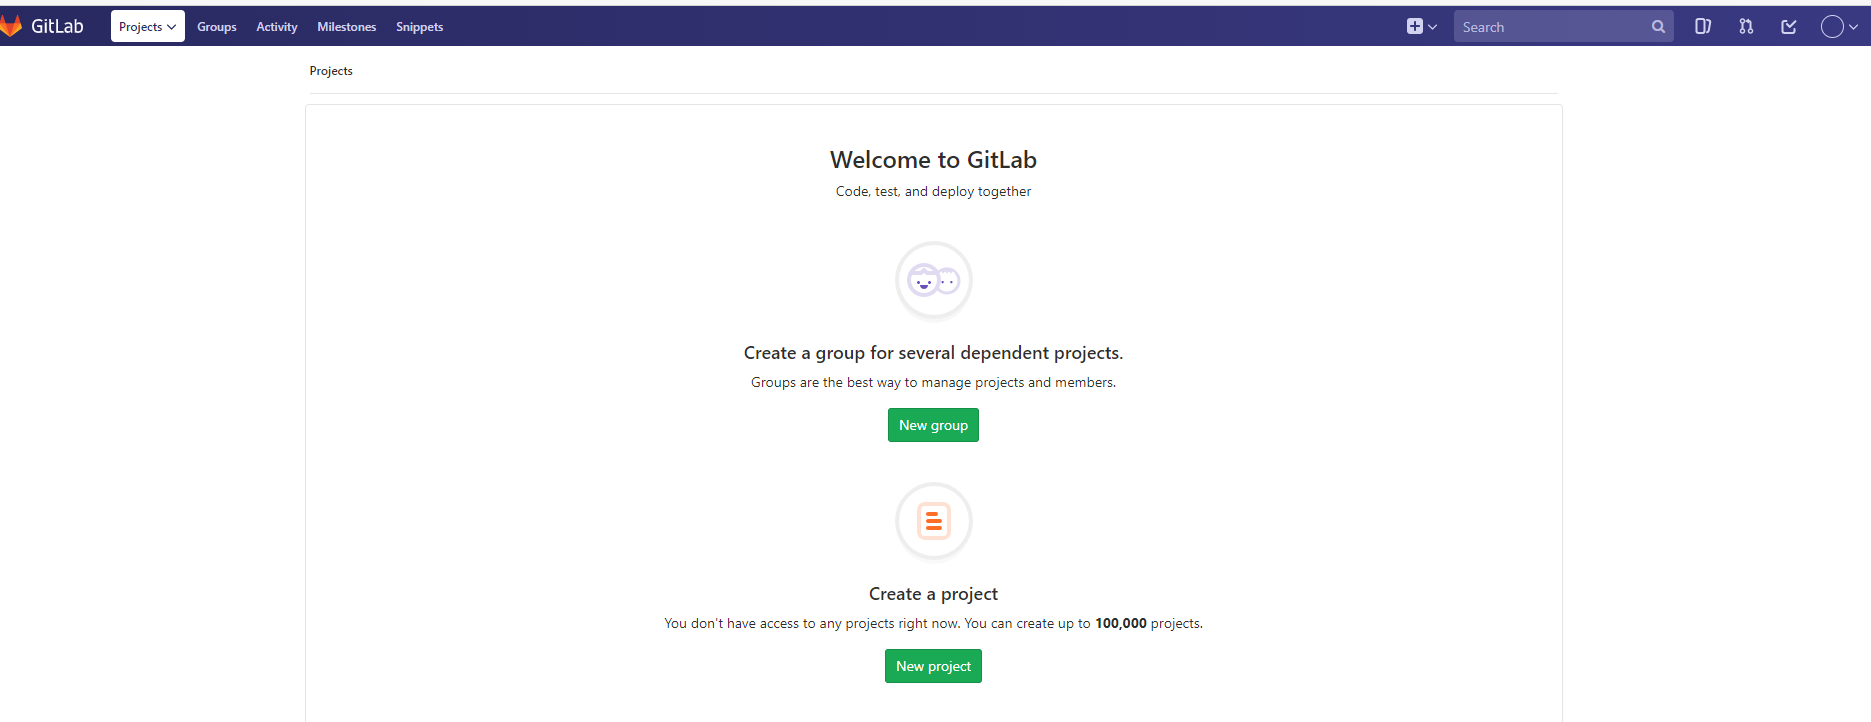 GitLab Projects Groups Activity Milestones Snippets Search
Projects
Welcome to GitLab
Code, test, and deploy together
Create a group for several dependent projects.
Groups are the best way to manage projects and members.
New group
Create a project
You don't have access to any projects right now. You can create up to 100,000 projects.
New project